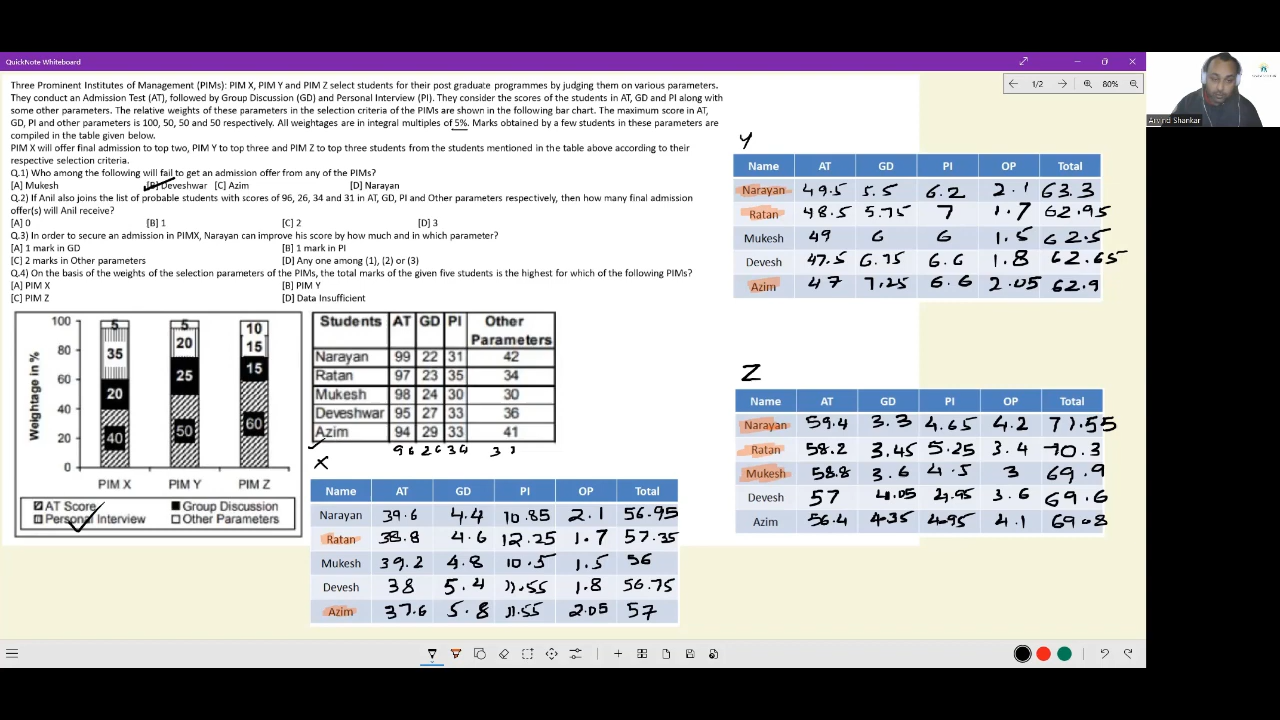 QuickNote Whiteboard
Three Prominent Institutes of Management (PIMs): PIM X, PIM Y and PIM Z select students for their post graduate programmes by judging them on various parameters.
They conduct an Admission Test (AT), followed by Group Discussion (GD) and Personal Interview (PI). They consider the scores of the students in AT, GD and PI along with
some other parameters. The relative weights of these parameters in the selection criteria of the PIMs are shown in the following bar chart. The maximum score in AT,
GD, PI and other parameters is 100, 50, 50 and 50 respectively. All weightages are in integral multiples of 5%. Marks obtained by a few students in these parameters are
compiled in the table given below.
PIM X will offer final admission to top two, PIM Y to top three and PIM Z to top three students from the students mentioned in the table above according to their
respective selection criteria.
Q.1) Who among the following will fail to get an admission offer from any of the PIMs?
[A] Mukesh [B] Deveshwar [C] Azim [D] Narayan
Q.2) If Anil also joins the list of probable students with scores of 96, 26, 34 and 31 in AT, GD, PI and Other parameters respectively, then how many final admission
offer(s) will Anil receive?
[A] 0 [B] 1 [C] 2 [D] 3
Q.3) In order to secure an admission in PIMX, Narayan can improve his score by how much and in which parameter?
[A] 1 mark in GD [B] 1 mark in PI
[C] 2 marks in Other parameters [D] Any one among (1), (2) or (3)
Q.4) On the basis of the weights of the selection parameters of the PIMs, the total marks of the given five students is the highest for which of the following PIMs?
[A] PIM X [B] PIM Y
[C] PIM Z [D] Data Insufficient
Weightage in %
100
80
60
40
20
0
5 5 10
35 20 15
20 25 15
40 50 60
PIM X PIM Y PIM Z
AT Score Group Discussion
Personal Interview Other Parameters
Students AT GD PI Other Parameters
Narayan 99 22 31 42
Ratan 97 23 35 34
Mukesh 98 24 30 30
Deveshwar 95 27 33 36
Azim 94 29 33 41
96 26 34 31
X
Name AT GD PI OP Total
Narayan 39.6 4.4 10.85 2.1 56.95
Ratan 38.8 4.6 12.25 1.7 57.35
Mukesh 39.2 4.8 10.5 1.5 56
Devesh 38 5.4 11.55 1.8 56.75
Azim 37.6 5.8 11.55 2.05 57
Y
Name AT GD PI OP Total
Narayan 49.5 5.5 6.2 2.1 63.3
Ratan 48.5 5.75 7 1.7 62.95
Mukesh 49 6 6 1.5 62.5
Devesh 47.5 6.75 6.6 1.8 62.65
Azim 47 7.25 6.6 2.05 62.9
Z
Name AT GD PI OP Total
Narayan 59.4 3.3 4.65 4.2 71.55
Ratan 58.2 3.45 5.25 3.4 70.3
Mukesh 58.8 3.6 4.5 3 69.9
Devesh 57 4.05 4.95 3.6 69.6
Azim 56.4 4.35 4.95 4.1 69.8
1/2 80%
Arvind Shankar